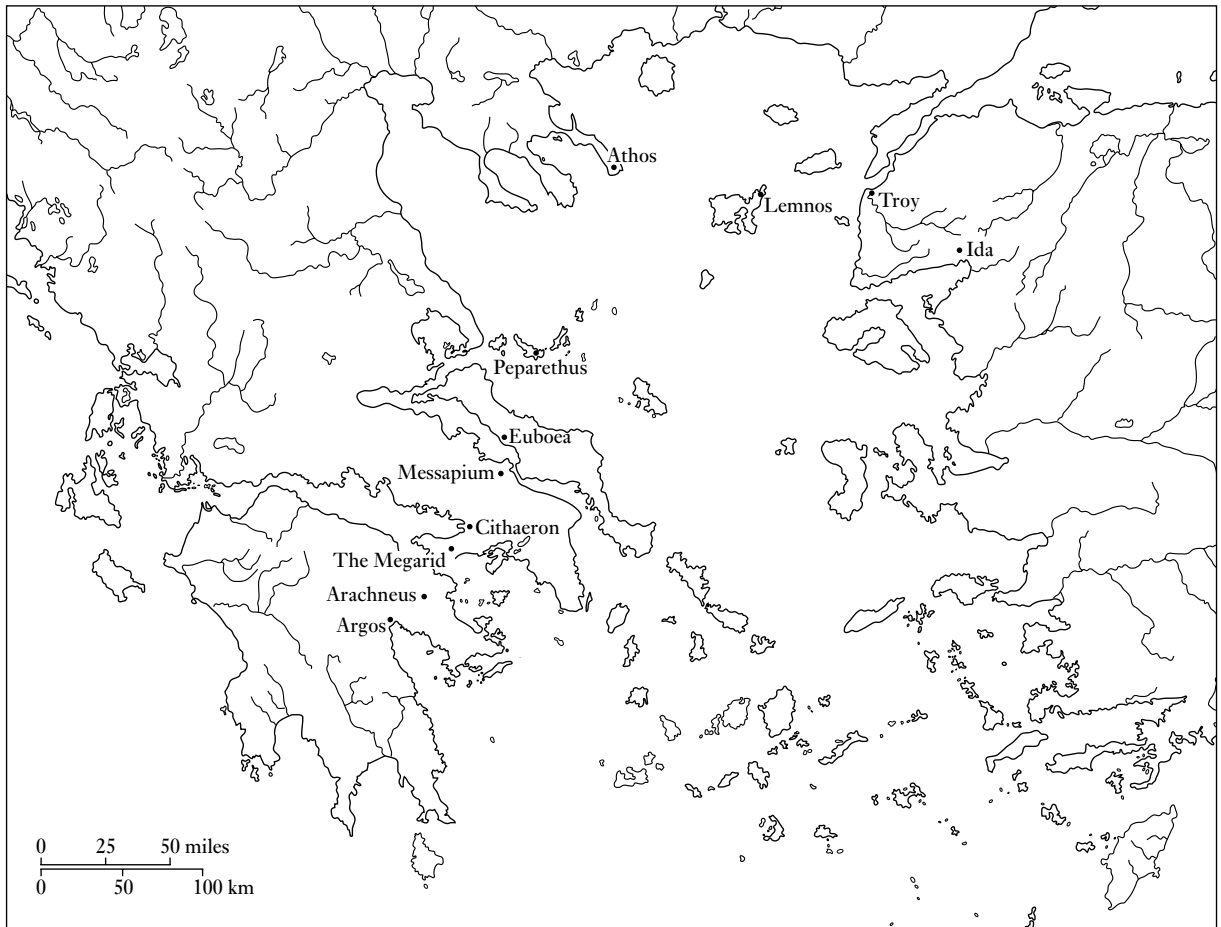 Athos
Lemnos
Troy
Ida
Peparethus
Euboea
Messapium
Cithaeron
The Megarid
Arachneus
Argos
0 25 50 miles
0 50 100 km